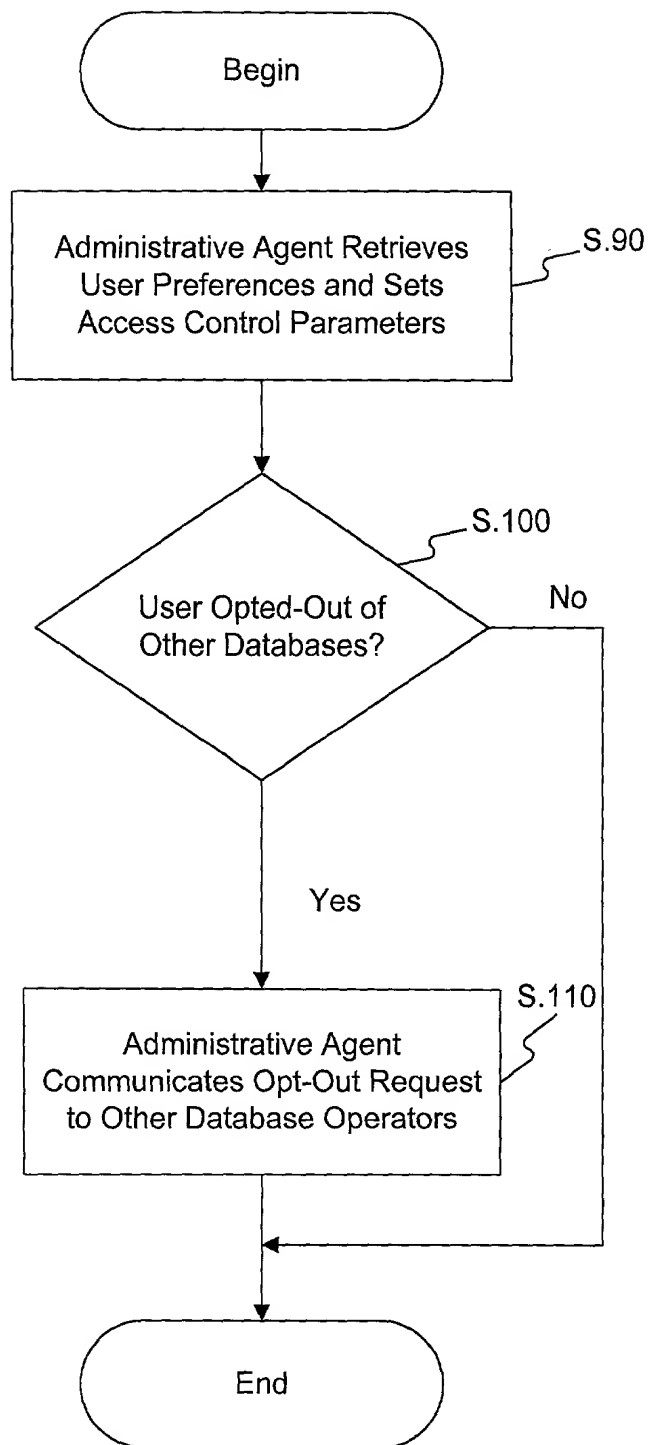 Begin
Administrative Agent Retrieves
User Preferences and Sets
Access Control Parameters
S.90
S.100
User Opted-Out of
Other Databases?
No
Yes
S.110
Administrative Agent
Communicates Opt-Out Request
to Other Database Operators
End